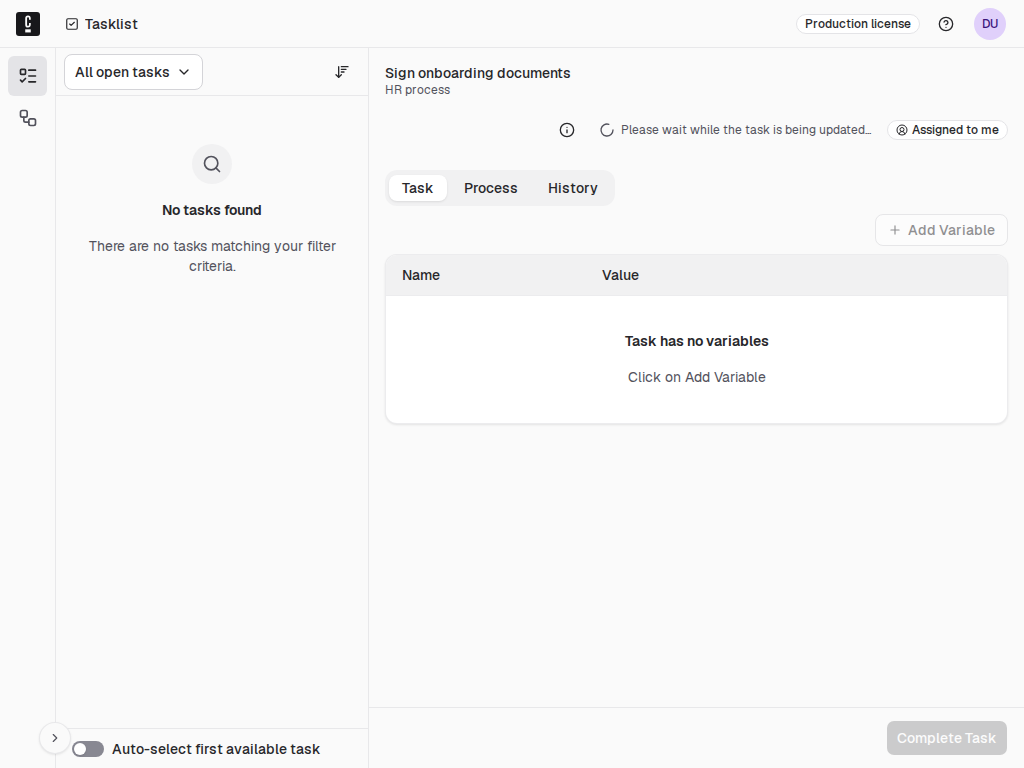 Tasklist
Production license
DU
All open tasks
No tasks found
There are no tasks matching your filter
criteria.
Auto-select first available task
Sign onboarding documents
HR process
Please wait while the task is being updated…
Assigned to me
Task
Process
History
Add Variable
Name
Value
Task has no variables
Click on Add Variable
Complete Task